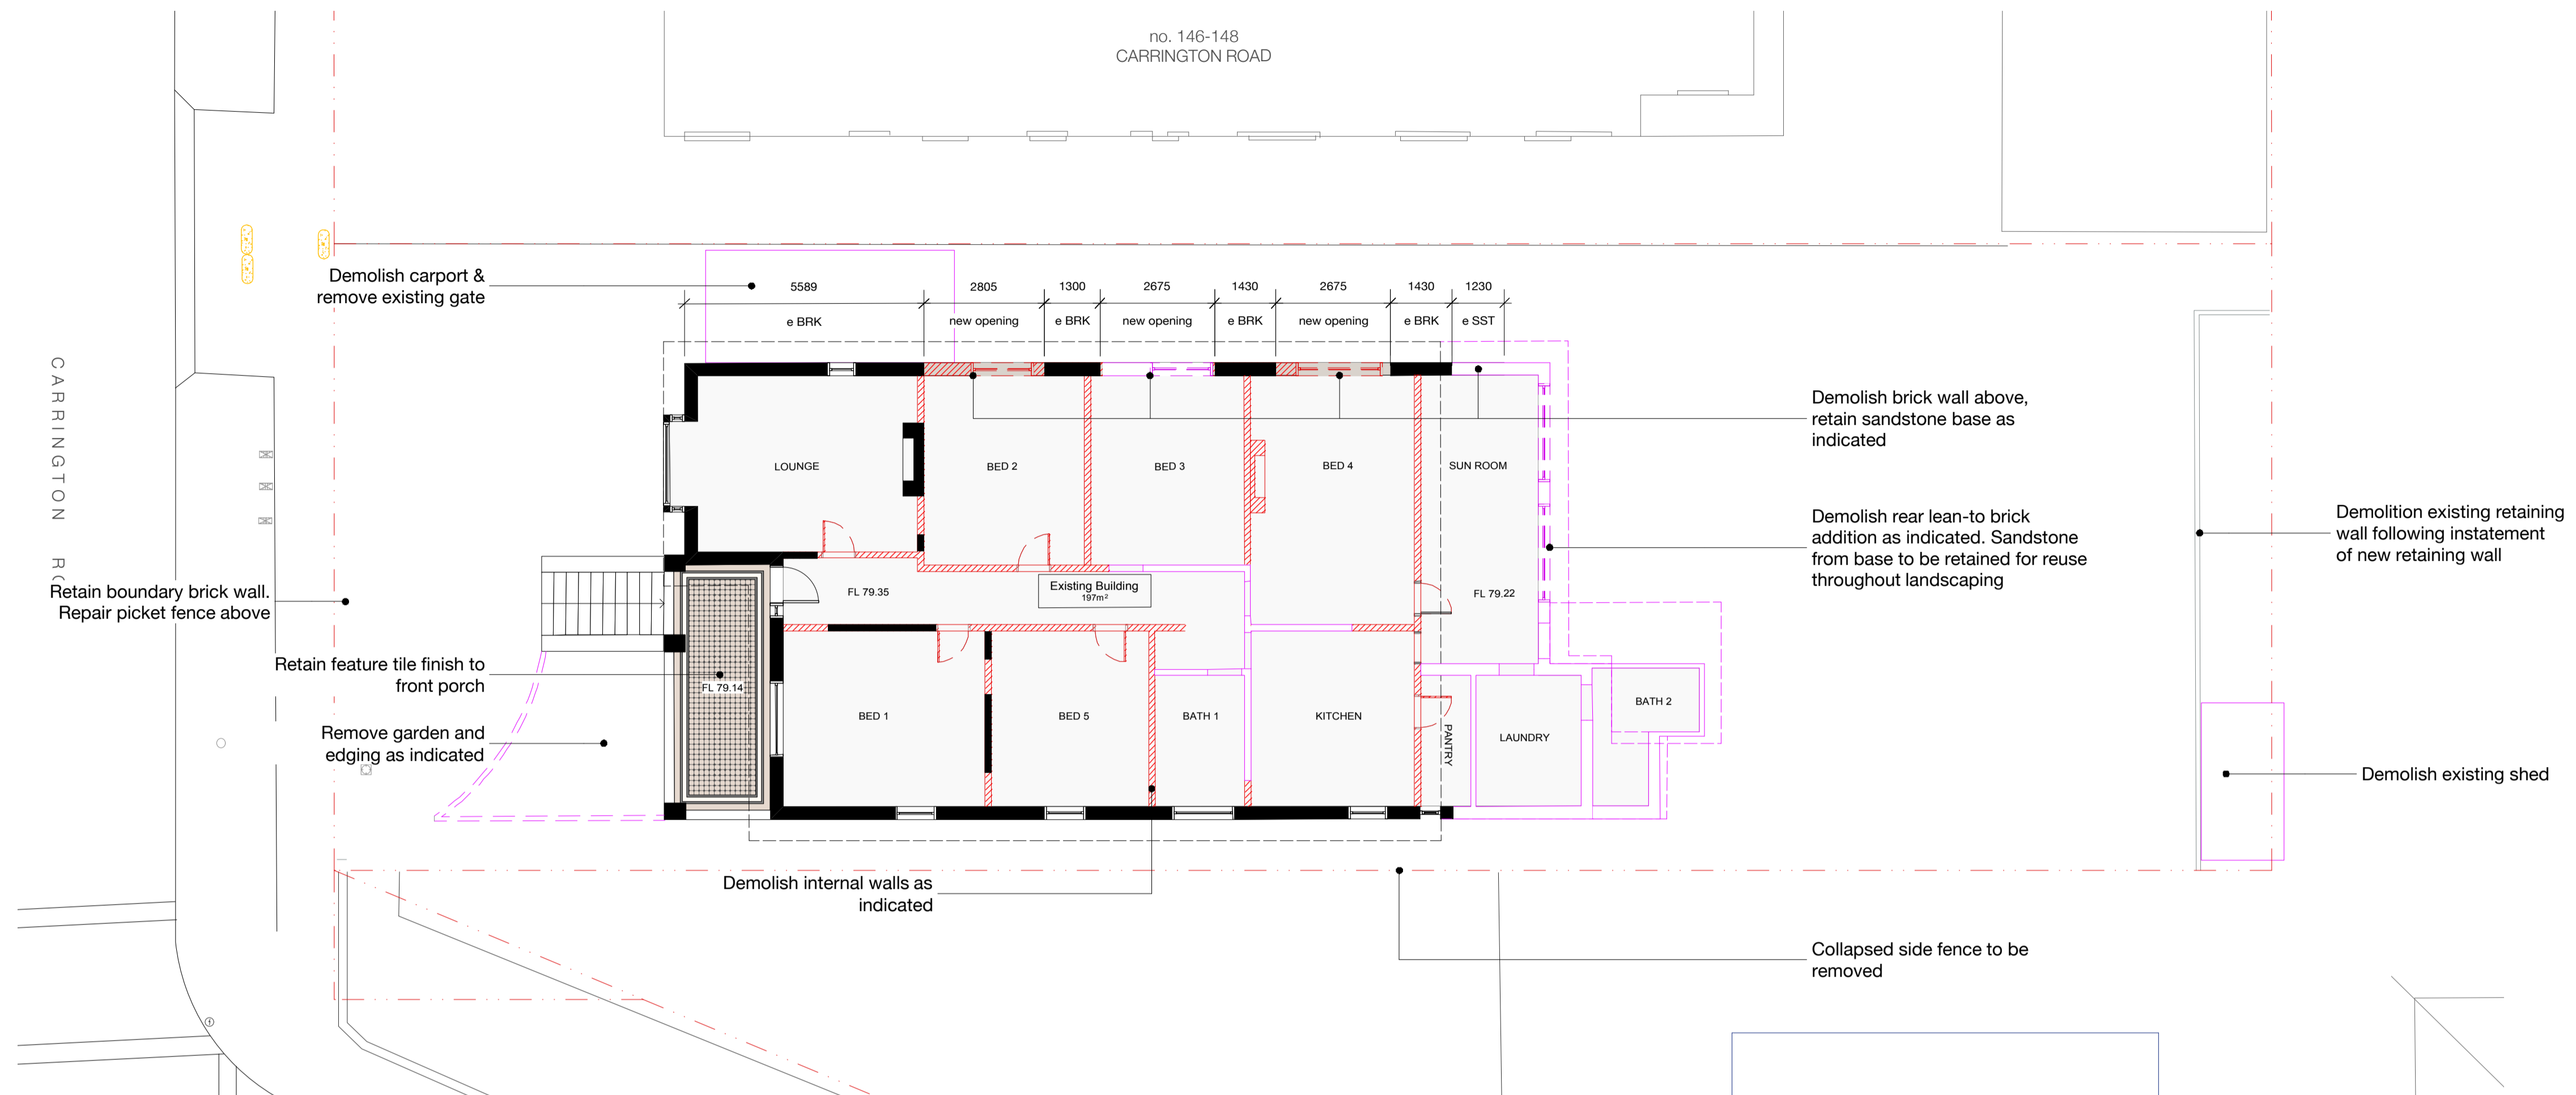 no. 146-148
CARRINGTON ROAD
Demolish carport &
remove existing gate
5589
2805
1300
2675
1430
2675
1430
1230
e BRK
new opening
e BRK
new opening
e BRK
new opening
e BRK
e SST
CARRINGTON
Demolish brick wall above,
retain sandstone base as
indicated
LOUNGE
BED 2
BED 3
BED 4
SUN ROOM
Demolish rear lean-to brick
addition as indicated. Sandstone
from base to be retained for reuse
throughout landscaping
Demolition existing retaining
wall following instatement
of new retaining wall
Retain boundary brick wall.
Repair picket fence above
FL 79.35
Existing Building
197m²
FL 79.22
Retain feature tile finish to
front porch
FL 79.14
BED 1
BED 5
BATH 1
KITCHEN
PANTRY
LAUNDRY
BATH 2
Remove garden and
edging as indicated
Demolish existing shed
Demolish internal walls as
indicated
Collapsed side fence to be
removed